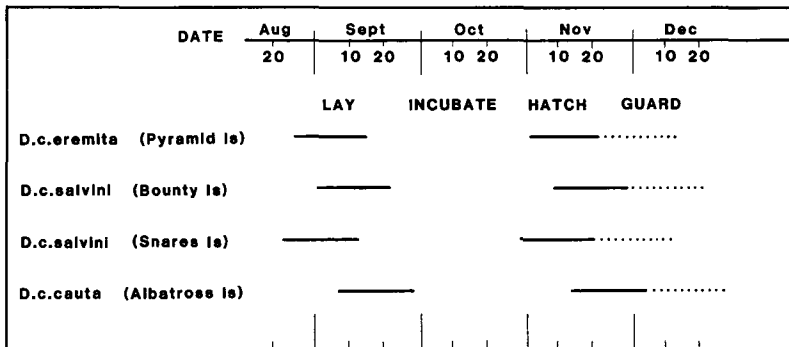 DATE Aug Sept Oct Nov Dec
20 10 20 10 20 10 20 10 20
LAY INCUBATE HATCH GUARD
D.c.eremita (Pyramid Is)
D.c.salvini (Bounty Is)
D.c.salvini (Snares Is)
D.c.cauta (Albatross Is)